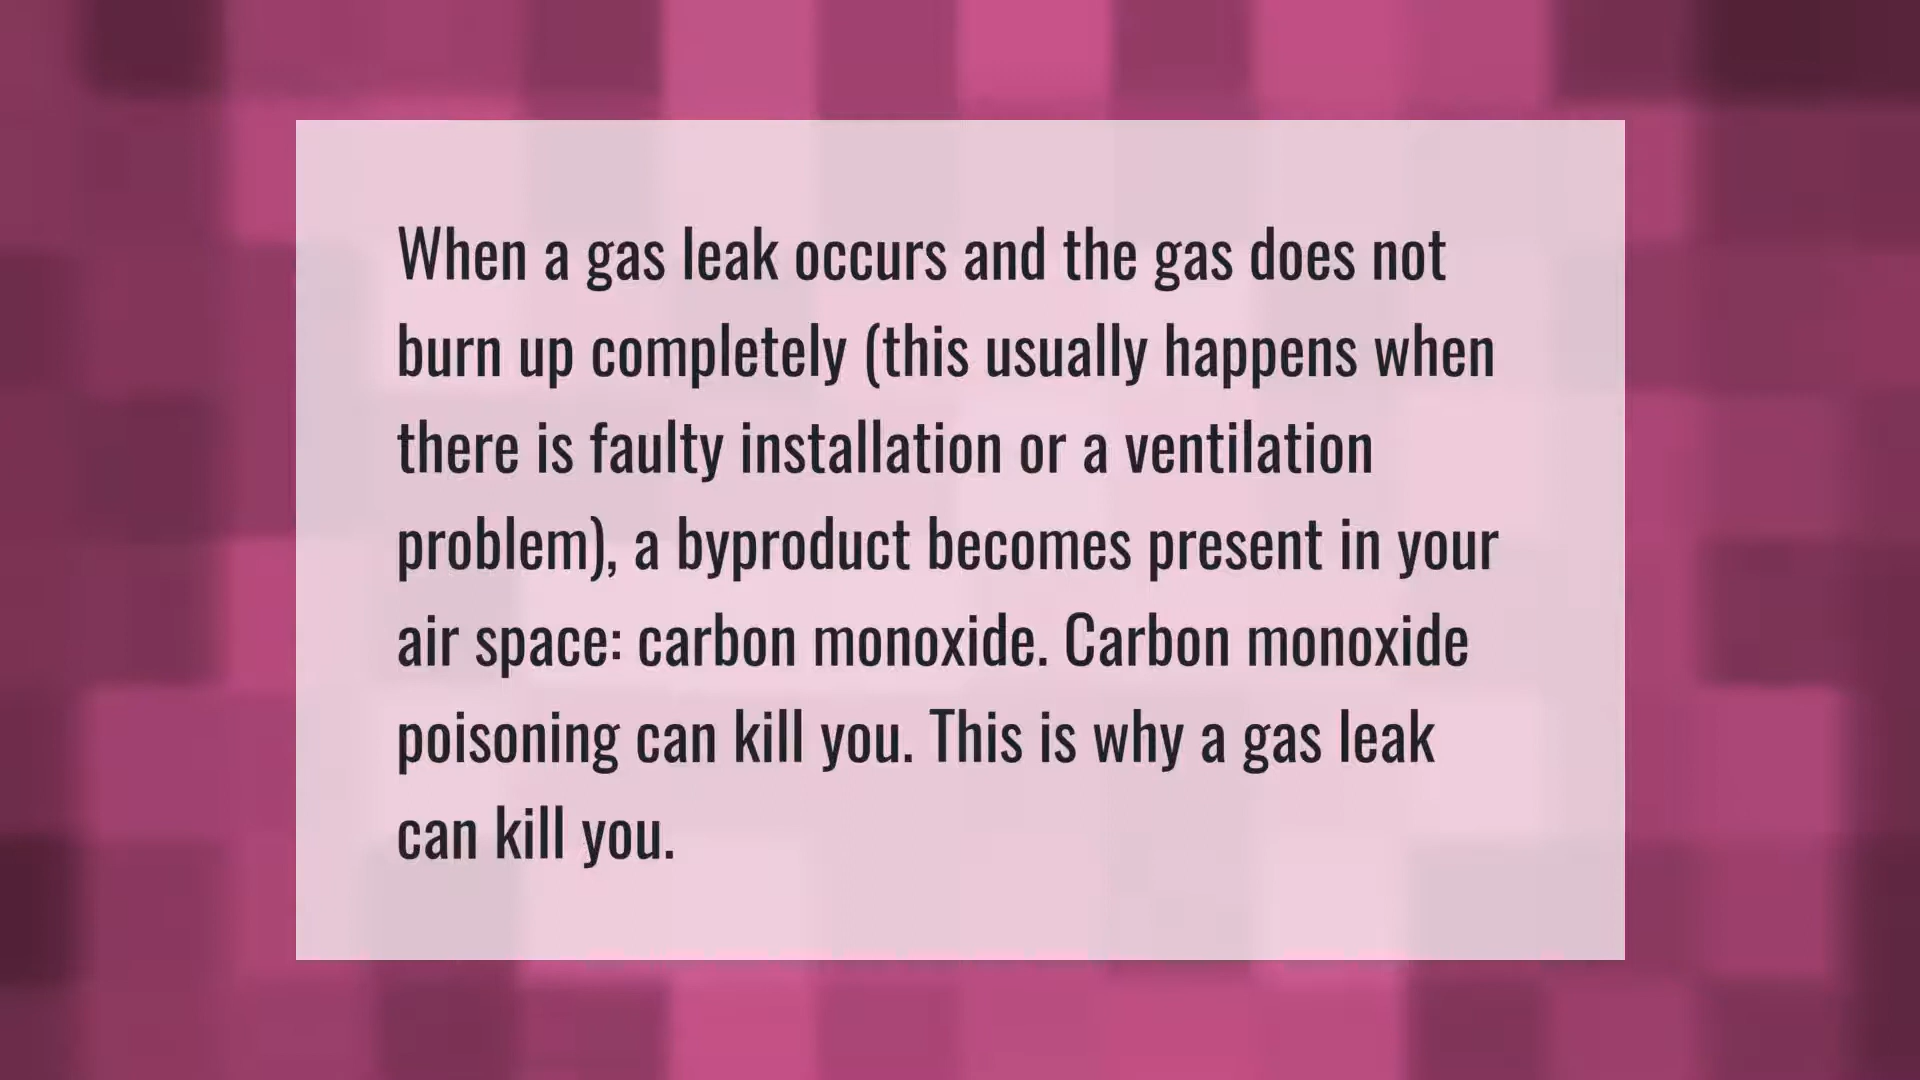 When a gas leak occurs and the gas does not
burn up completely (this usually happens when
there is faulty installation or a ventilation
problem), a byproduct becomes present in your
air space: carbon monoxide. Carbon monoxide
poisoning can kill you. This is why a gas leak
can kill you.